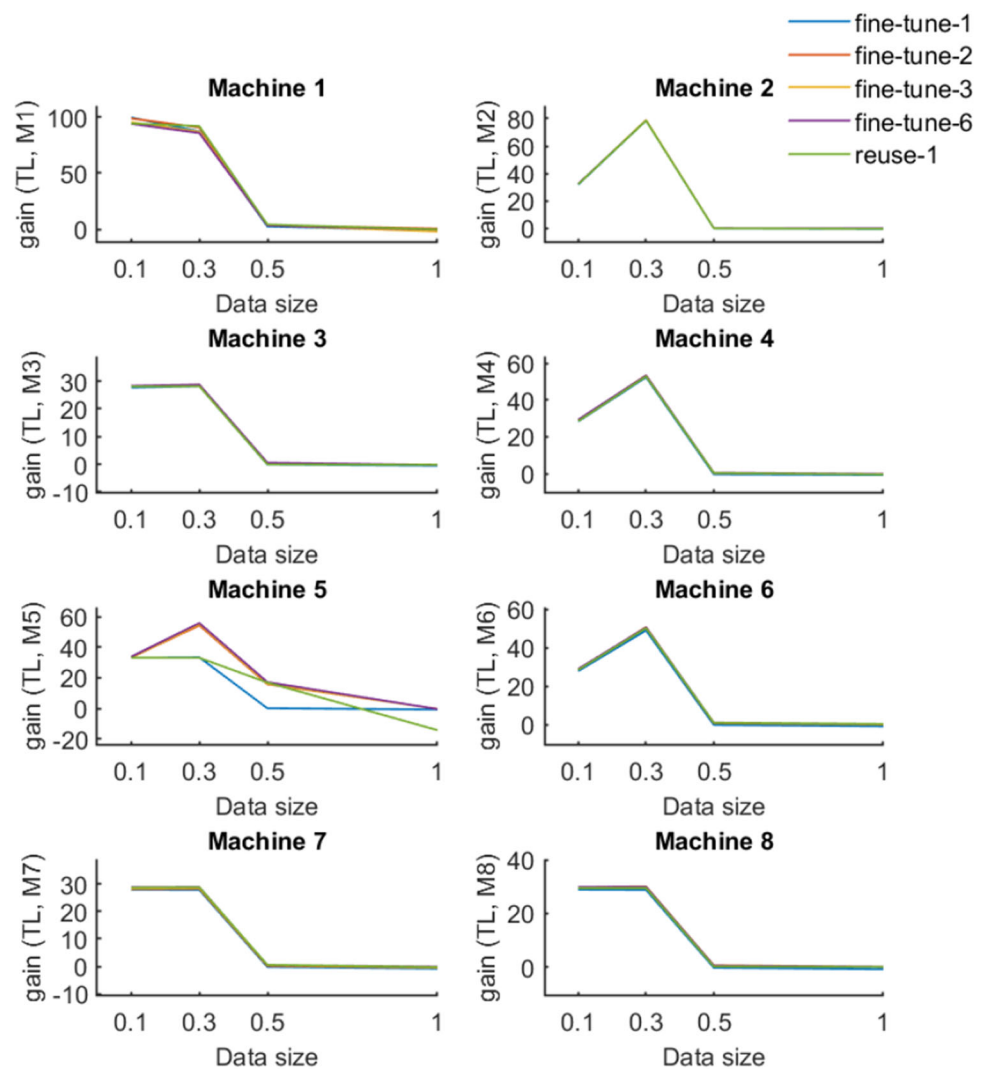 fine-tune-1
fine-tune-2
fine-tune-3
fine-tune-6
reuse-1
Machine 1
gain (TL, M1)
100
50
0
0.1 0.3 0.5 1
Data size
Machine 2
gain (TL, M2)
80
60
40
20
0
0.1 0.3 0.5 1
Data size
Machine 3
gain (TL, M3)
30
20
10
0
-10
0.1 0.3 0.5 1
Data size
Machine 4
gain (TL, M4)
60
40
20
0
0.1 0.3 0.5 1
Data size
Machine 5
gain (TL, M5)
60
40
20
0
-20
0.1 0.3 0.5 1
Data size
Machine 6
gain (TL, M6)
60
40
20
0
0.1 0.3 0.5 1
Data size
Machine 7
gain (TL, M7)
30
20
10
0
-10
0.1 0.3 0.5 1
Data size
Machine 8
gain (TL, M8)
40
20
0
0.1 0.3 0.5 1
Data size